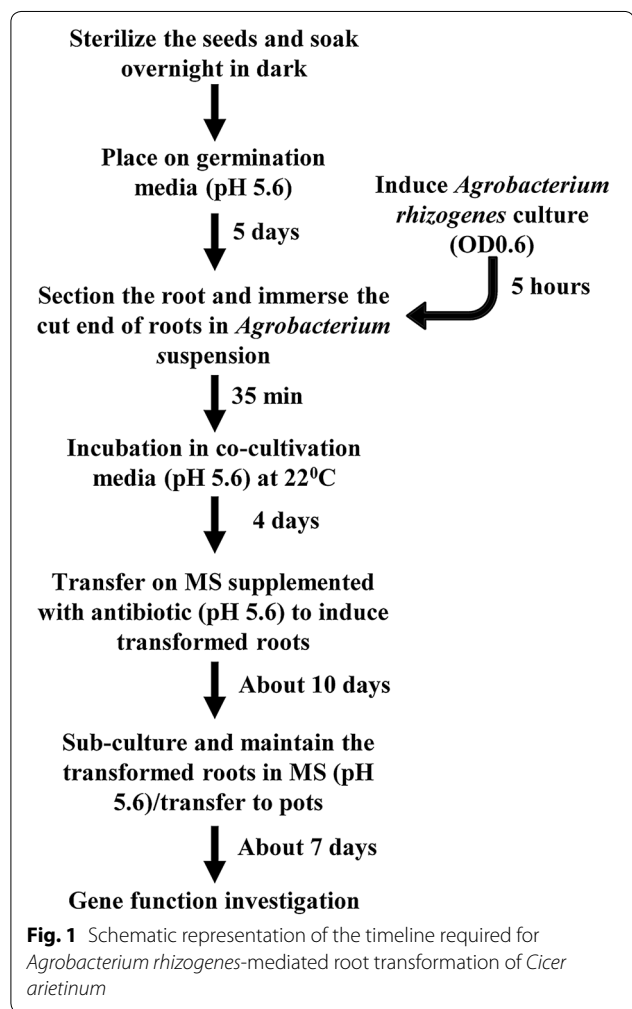 Sterilize the seeds and soak
overnight in dark
Place on germination
media (pH 5.6)
Induce Agrobacterium
rhizogenes culture
(OD0.6)
5 days
5 hours
Section the root and immerse the
cut end of roots in Agrobacterium
suspension
35 min
Incubation in co-cultivation
media (pH 5.6) at 22⁰C
4 days
Transfer on MS supplemented
with antibiotic (pH 5.6) to induce
transformed roots
About 10 days
Sub-culture and maintain the
transformed roots in MS (pH
5.6)/transfer to pots
About 7 days
Gene function investigation
Fig. 1 Schematic representation of the timeline required for
Agrobacterium rhizogenes-mediated root transformation of Cicer
arietinum